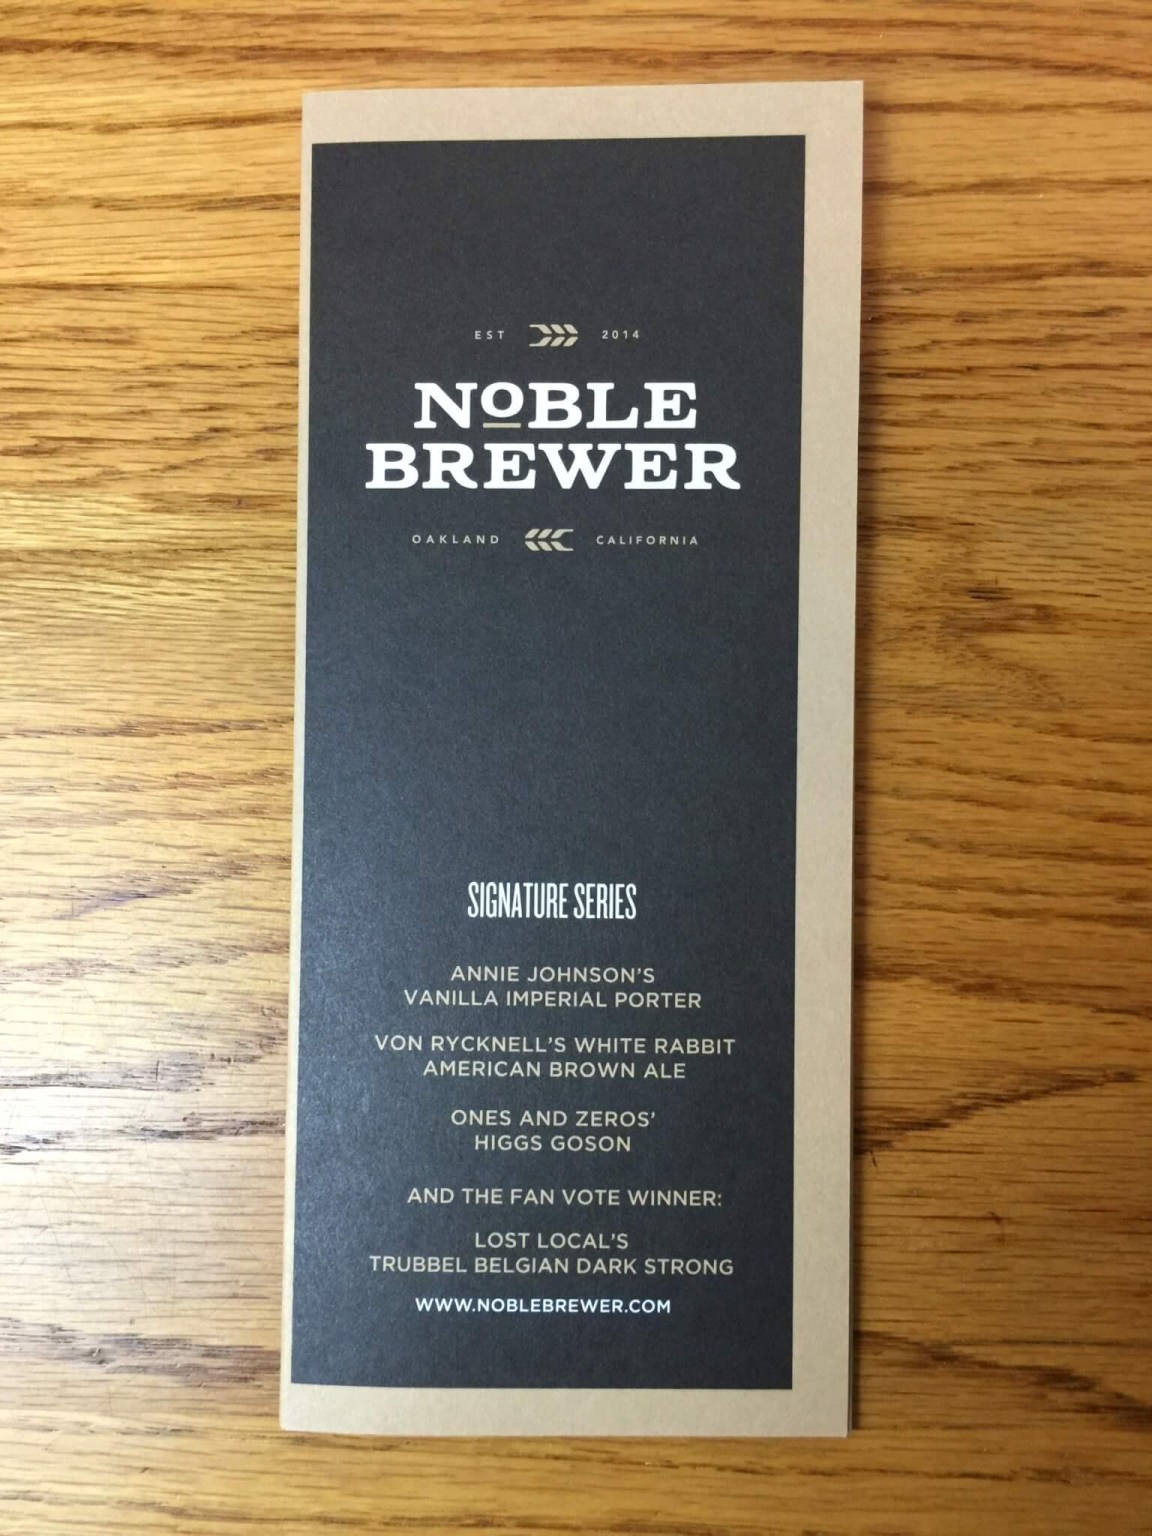 EST 2014
NOBLE
BREWER
OAKLAND CALIFORNIA
SIGNATURE SERIES
ANNIE JOHNSON'S
VANILLA IMPERIAL PORTER
VON RYCKNELL'S WHITE RABBIT
AMERICAN BROWN ALE
ONES AND ZEROS'
HIGGS GOSON
AND THE FAN VOTE WINNER:
LOST LOCAL'S
TRUBBEL BELGIAN DARK STRONG
WWW.NOBLEBREWER.COM